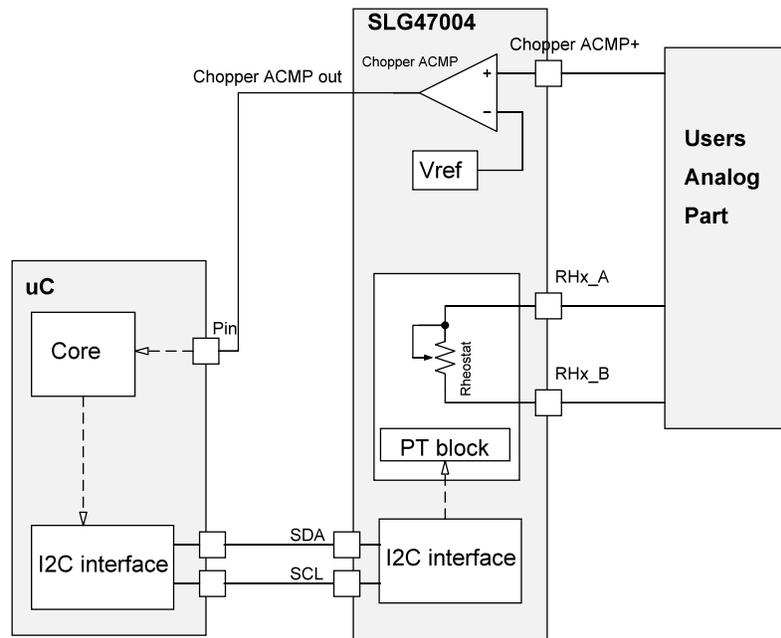 SLG47004
Chopper ACMP+
Chopper ACMP
Chopper ACMP out
+
−
Vref
Users
Analog
Part
uC
Pin
Core
RHx_A
Rheostat
RHx_B
PT block
SDA
SCL
I2C interface
I2C interface